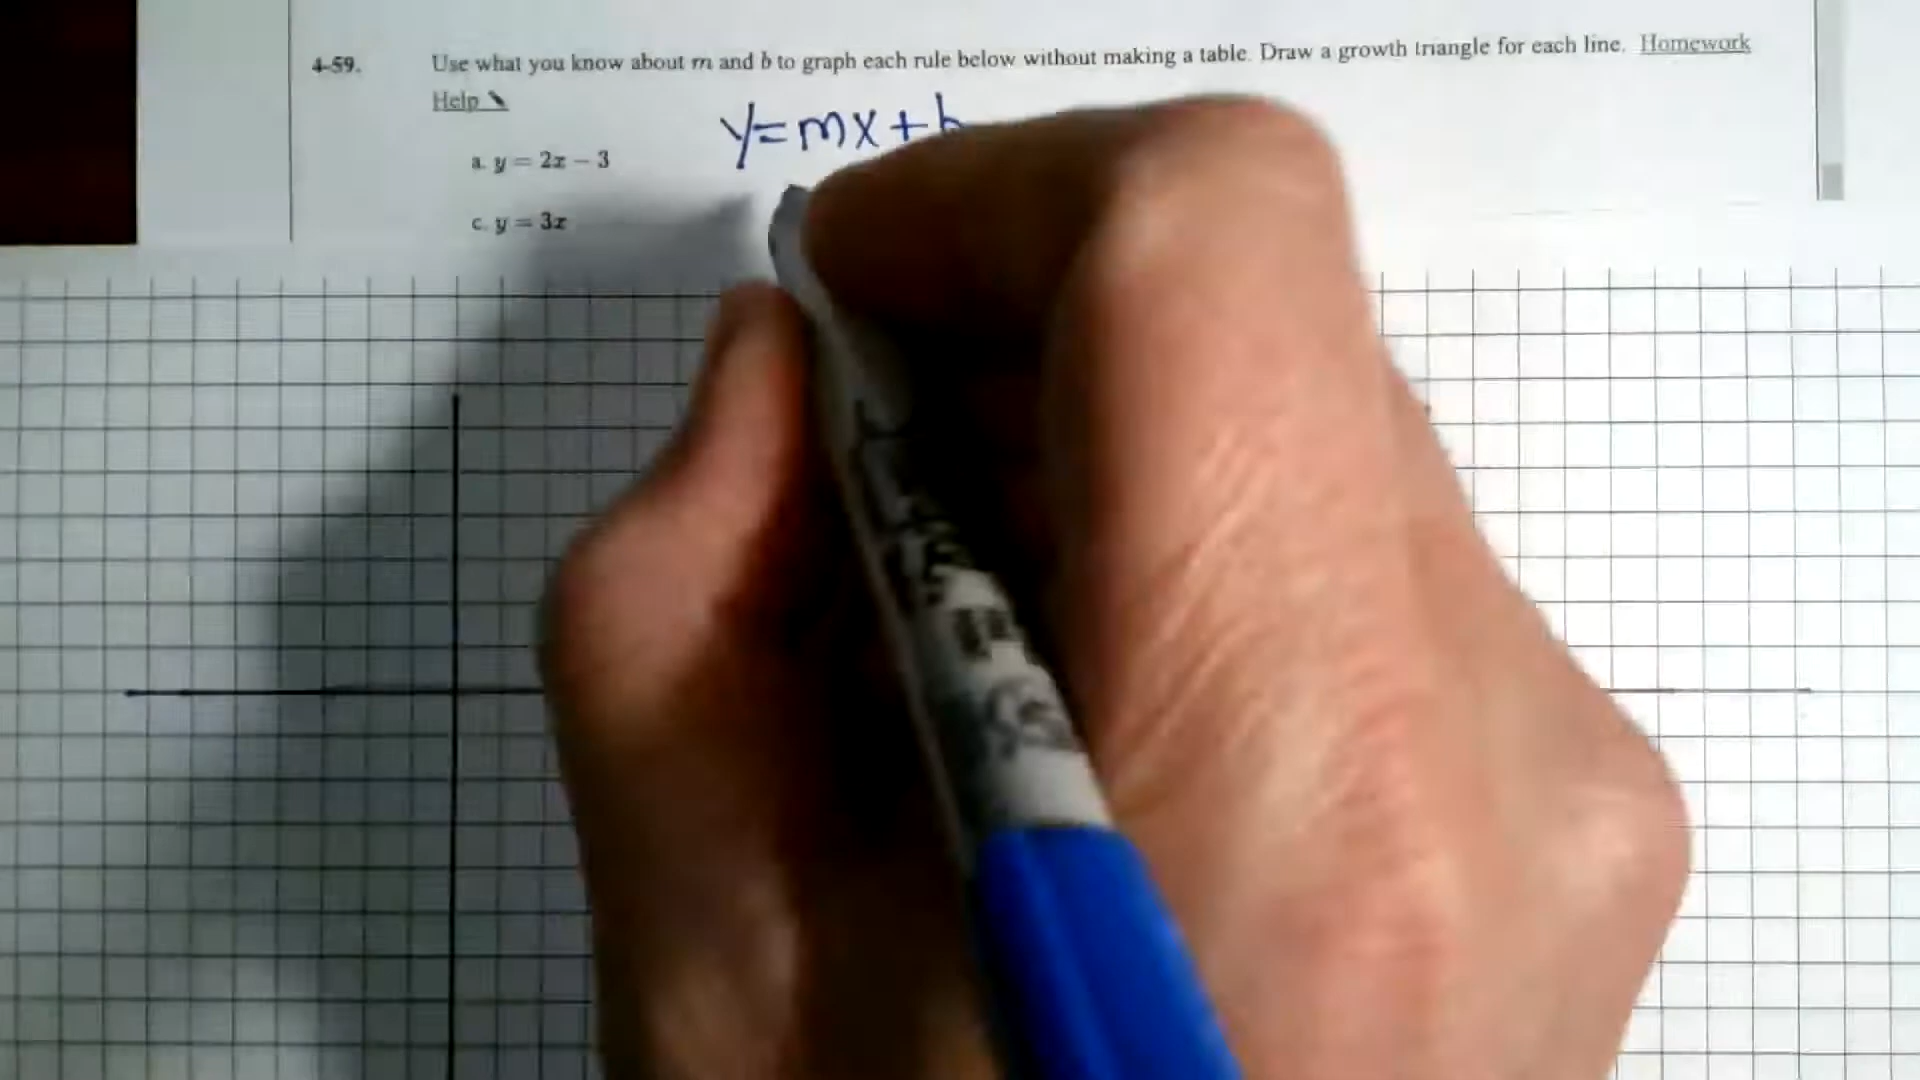 4-59. Use what you know about m and b to graph each rule below without making a table. Draw a growth triangle for each line. Homework
Help
y=mx+b
a. y = 2x - 3
c. y = 3x